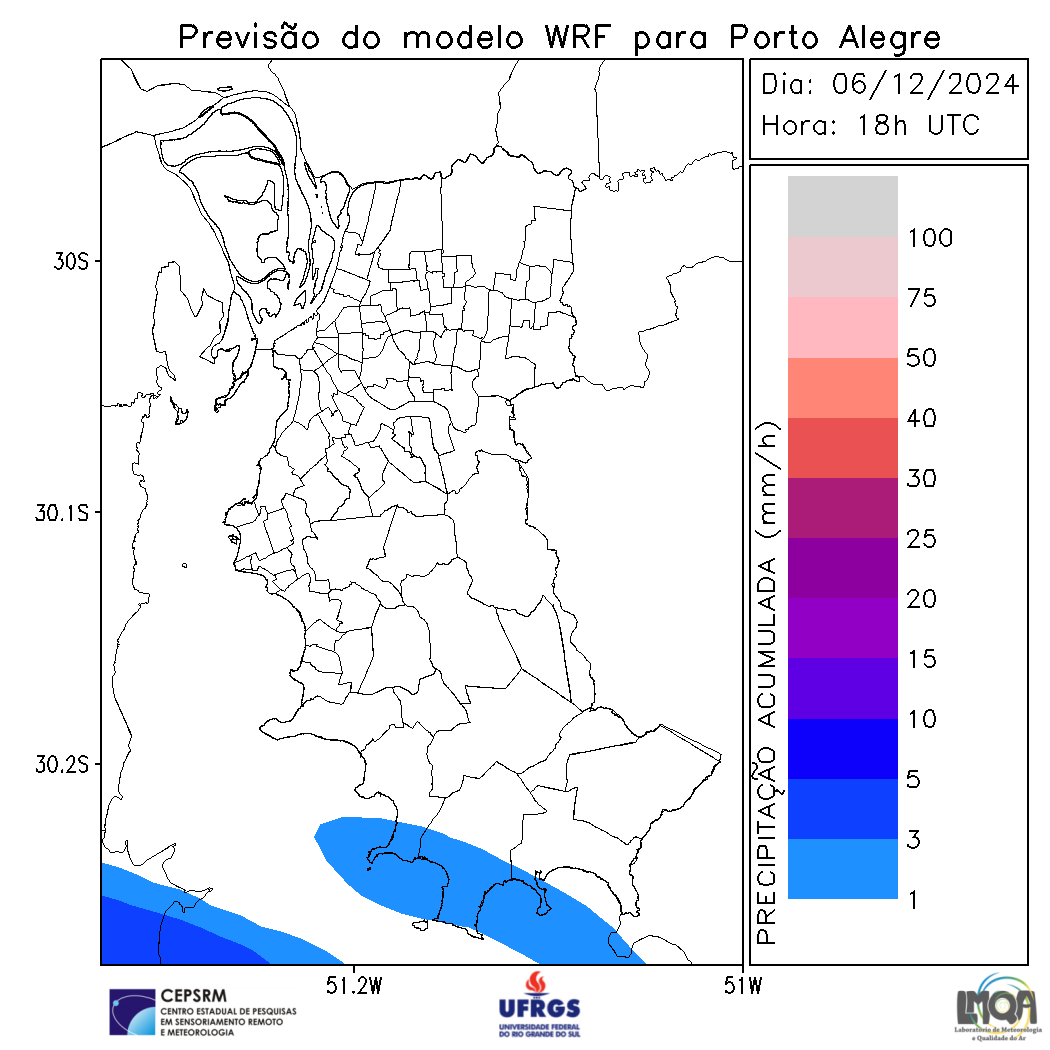 Previsão do modelo WRF para Porto Alegre
Dia: 06/12/2024
Hora: 18h UTC
30S
30.1S
30.2S
51.2W
51W
PRECIPITAÇÃO ACUMULADA (mm/h)
100
75
50
40
30
25
20
15
10
5
3
1
CEPSRM
CENTRO ESTADUAL DE PESQUISAS
EM SENSORIAMENTO REMOTO
E METEOROLOGIA
UFRGS
UNIVERSIDADE FEDERAL
DO RIO GRANDE DO SUL
LMQA
Laboratório de Meteorologia
e Qualidade do Ar